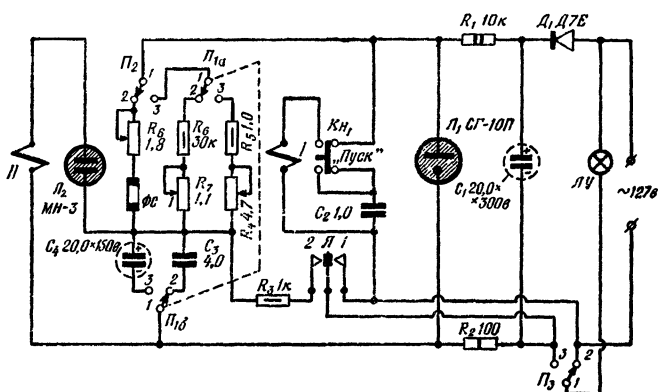 R₁ 10к
Д₁ Д7Е
П₂
1
2
3
П₁а
1
2
3
R₆
1,8
R₆
30к
R₅ 1,0
R₇
1,1
R₄ 4,7
ФС
II
Л₂
МН-3
I
Кн₁
„Пуск"
Л₁ СГ-10П
С₁ 20,0×
×300в
ЛУ
~127в
С₂ 1,0
С₄ 20,0×150в
С₃
4,0
3
2
1
П₁б
R₃ 1к
2 Я 1
R₂ 100
3
2
1
П₃